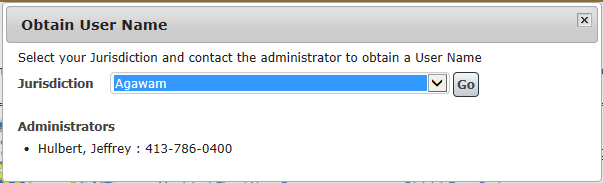 Obtain User Name
Select your Jurisdiction and contact the administrator to obtain a User Name
Jurisdiction Agawam Go
Administrators
• Hulbert, Jeffrey : 413-786-0400